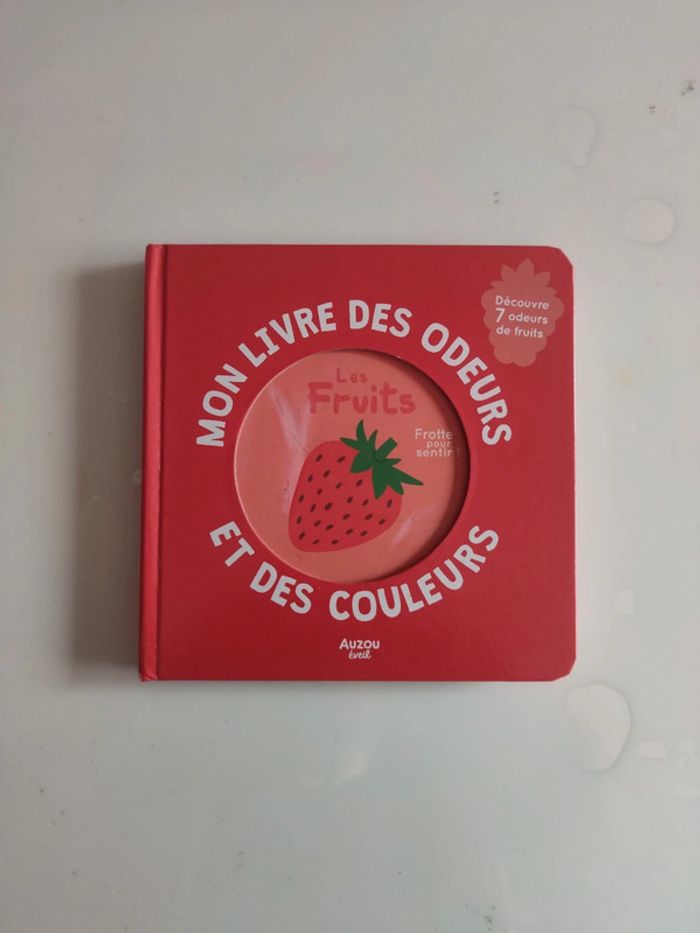 Découvre
7 odeurs
de fruits
MON LIVRE DES ODEURS
Les
Fruits
Frotte
pour
sentir !
ET DES COULEURS
AUZOU
éveil